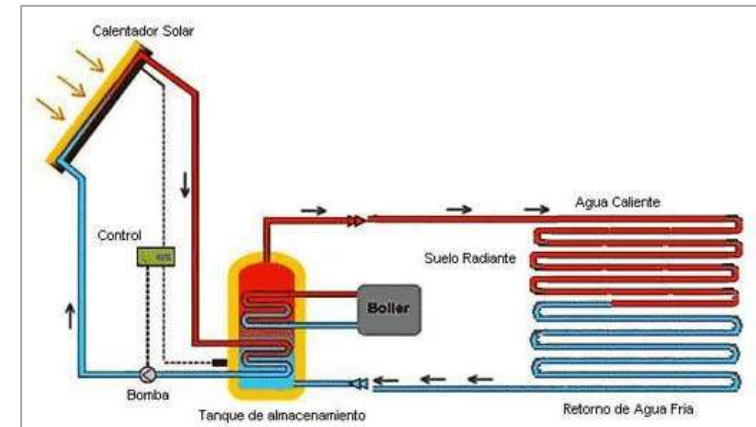 Calentador Solar
Agua Caliente
Control
Suelo Radiante
Boiler
Bomba
Tanque de almacenamiento
Retorno de Agua Fria